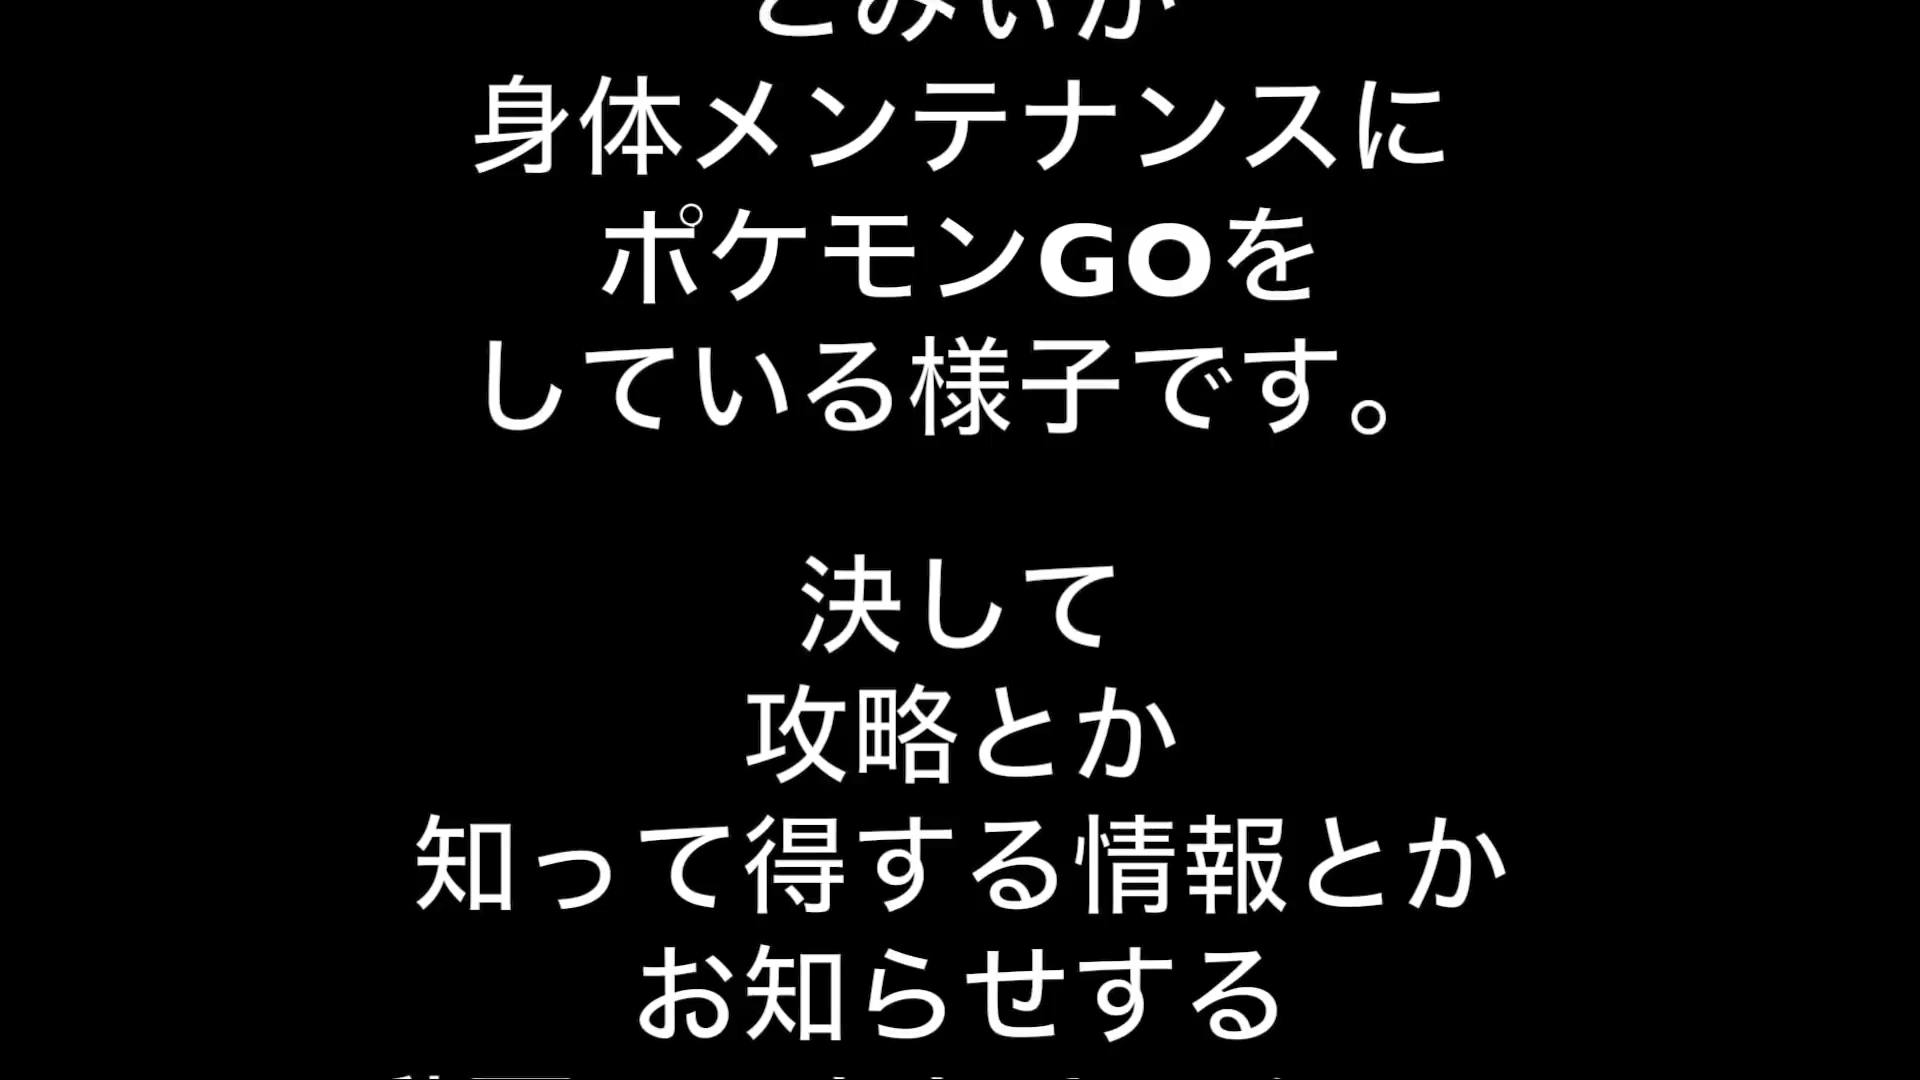 身体メンテナンスに
ポケモンGOを
している様子です。
決して
攻略とか
知って得する情報とか
お知らせする